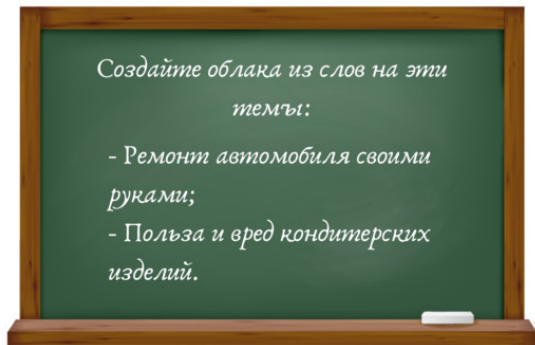 Создайте облака из слов на эти
темы:
- Ремонт автомобиля своими
руками;
- Польза и вред кондитерских
изделий.